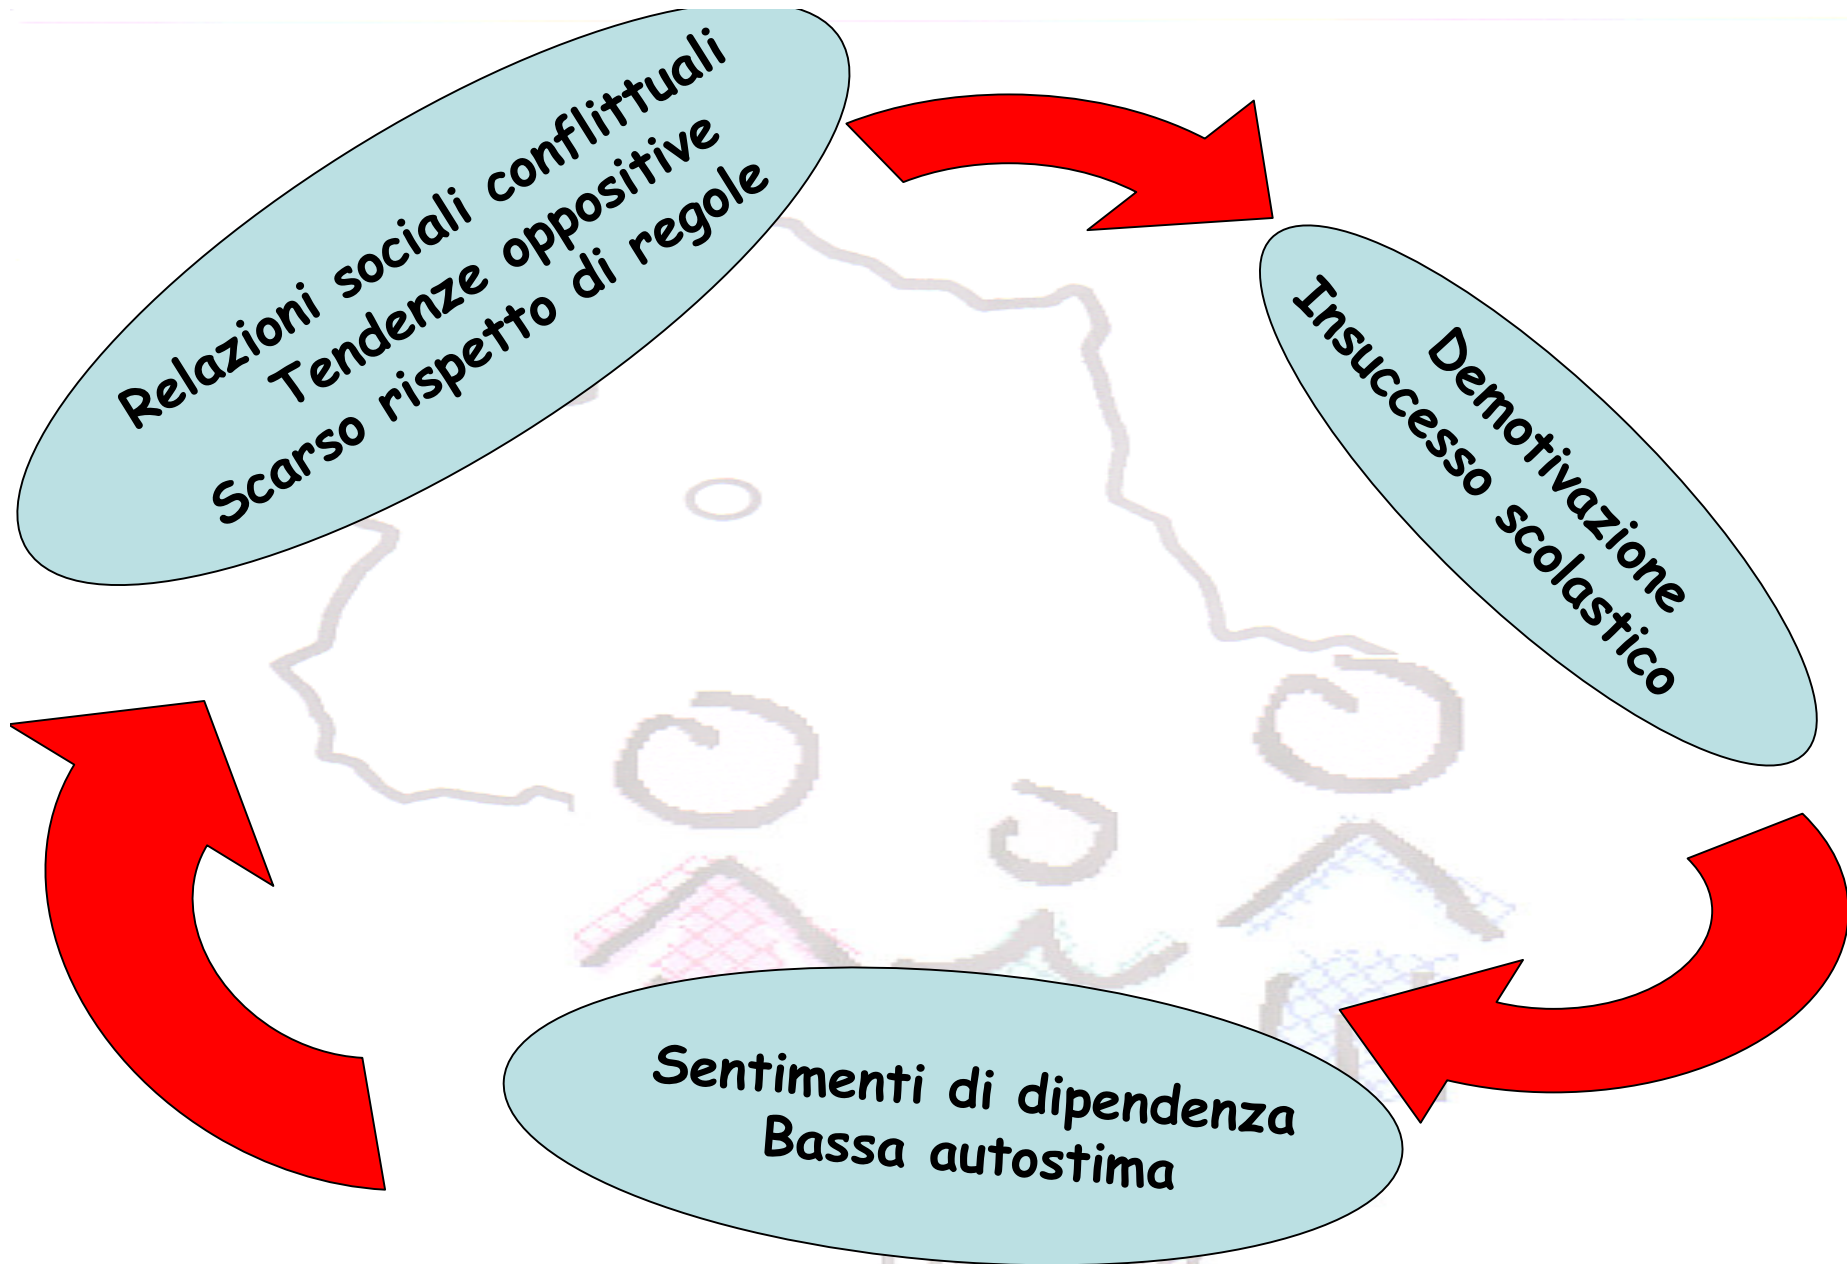 Relazioni sociali conflittuali
Tendenze oppositive
Scarso rispetto di regole
Demotivazione
Insuccesso scolastico
Sentimenti di dipendenza
Bassa autostima